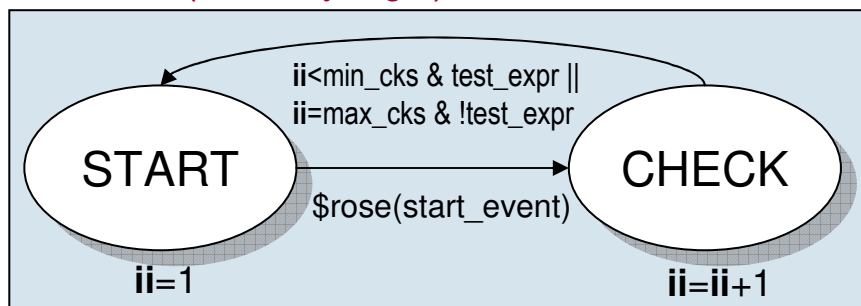 ii<min_cks & test_expr ||
ii=max_cks & !test_expr
START
CHECK
$rose(start_event)
ii=1
ii=ii+1